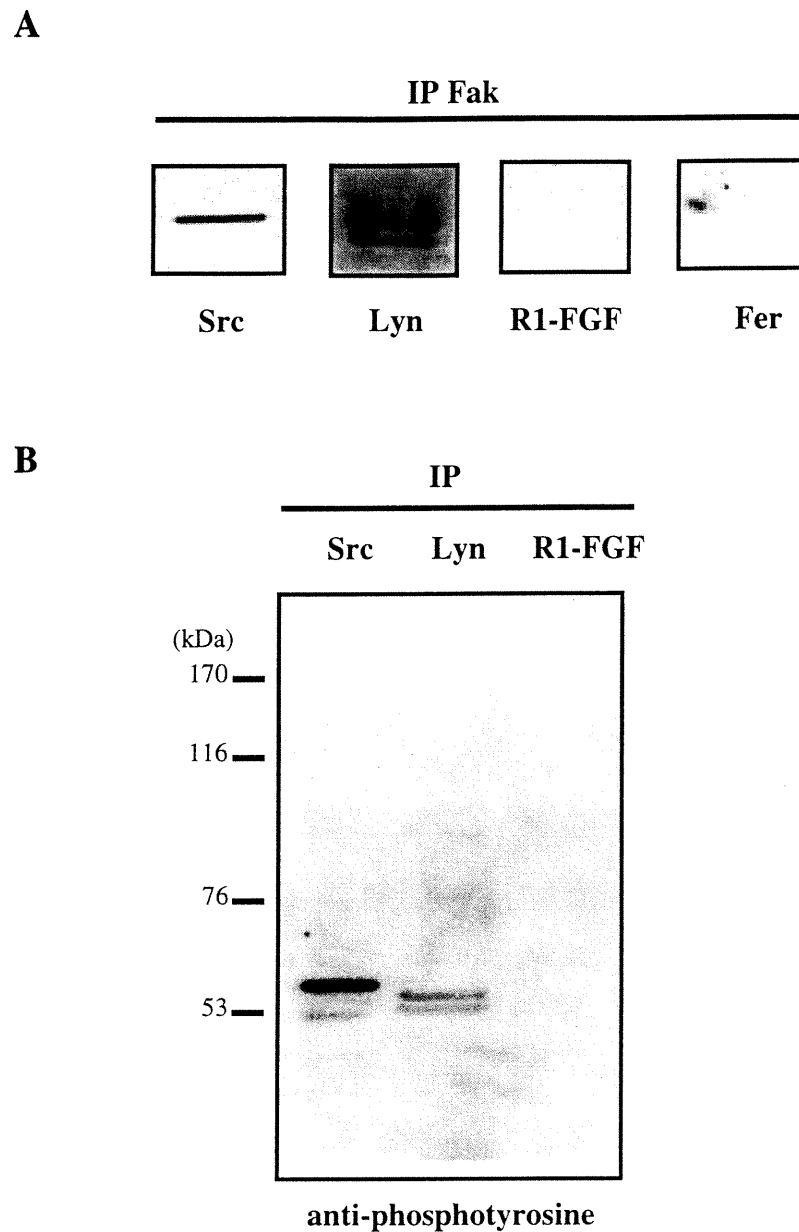 A
IP Fak
Src Lyn R1-FGF Fer
B
IP
Src Lyn R1-FGF
(kDa)
170
116
76
53
anti-phosphotyrosine